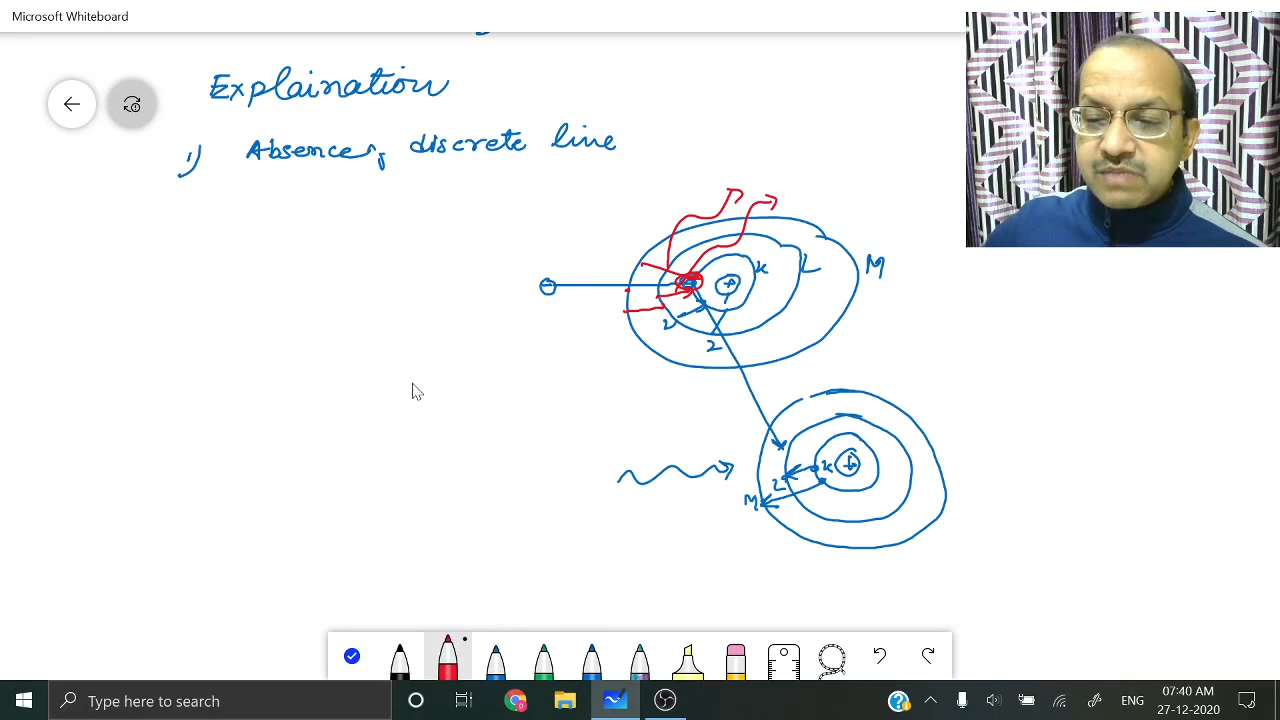 Microsoft Whiteboard
Explaination
1) Absence of discrete line
K
L
M
2
2
K
L
M
Type here to search
ENG
07:40 AM
27-12-2020